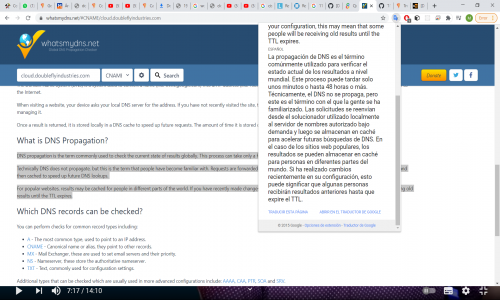 whatsmydns.net/#CNAME/cloud.doubleflyindustries.com
whatsmydns.net
Global DNS Propagation Checker
cloud.doubleflyindustries.com
CNAME
Search
Donate
the Internet.
When visiting a website, your device asks your local DNS server for the address. If you have not recently visited the site,
managing it.
Once a result is returned, it is stored locally in a DNS cache to speed up future requests. The amount of time it is stored
What is DNS Propagation?
DNS propagation is the term commonly used to check the current state of results globally. This process can take only a
Technically DNS does not propagate, but this is the term that people have become familiar with. Requests are forwarded
then cached to speed up future DNS lookups.
For popular websites, results may be cached for people in different parts of the world. If you have recently made changes
old
results until the TTL expires.
Which DNS records can be checked?
You can perform checks for common record types including:
A - The most common type, used to point to an IP address.
CNAME - Canonical name or alias, they point to other records.
MX - Mail Exchange, these are used to set email servers and their priority.
NS - Nameserver, these store the authoritative nameserver.
TXT - Text, commonly used for configuration settings.
Additional types that can be checked which are usually used in more advanced configurations include: AAAA, CAA, PTR, SOA and SRV.
your configuration, this may mean that some
people will be receiving old results until the
TTL expires.
ESPAÑOL
La propagación de DNS es el término
comúnmente utilizado para verificar el
estado actual de los resultados a nivel
mundial. Este proceso puede tardar solo
unos minutos o hasta 48 horas o más.
Técnicamente, el DNS no se propaga, pero
este es el término con el que la gente se ha
familiarizado. Las solicitudes se reenvían
desde el solucionador utilizado localmente
al servidor de nombres autorizado bajo
demanda y luego se almacenan en caché
para acelerar futuras búsquedas de DNS. En
el caso de los sitios web populares, los
resultados se pueden almacenar en caché
para personas en diferentes partes del
mundo. Si ha realizado cambios
recientemente en su configuración, esto
puede significar que algunas personas
recibirán resultados anteriores hasta que
expire el TTL.
TRADUCIR ESTA PÁGINA
ABRIR EN EL TRADUCTOR DE GOOGLE
7:17 / 14:10